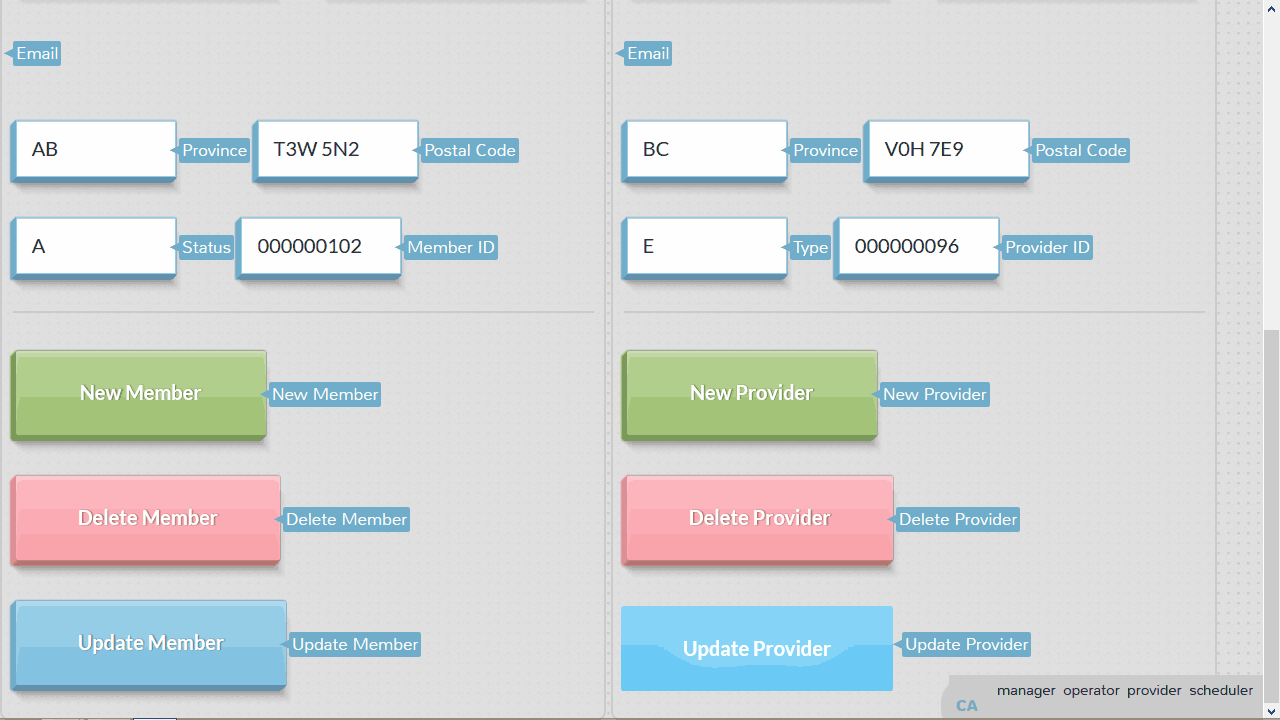 Email Email
AB Province T3W 5N2 Postal Code BC Province V0H 7E9 Postal Code
A Status 000000102 Member ID E Type 000000096 Provider ID
New Member New Member New Provider New Provider
Delete Member Delete Member Delete Provider Delete Provider
Update Member Update Member Update Provider Update Provider
CA manager operator provider scheduler